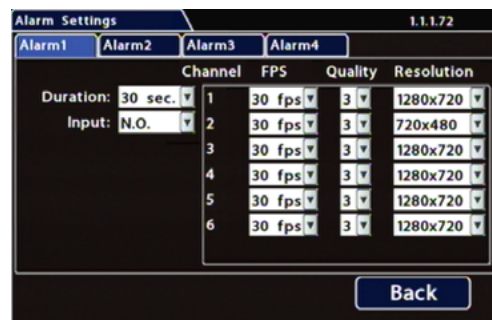 Alarm Settings 1.1.1.72
Alarm1 Alarm2 Alarm3 Alarm4
Channel FPS Quality Resolution
Duration: 30 sec. 1 30 fps 3 1280x720
Input: N.O. 2 30 fps 3 720x480
3 30 fps 3 1280x720
4 30 fps 3 1280x720
5 30 fps 3 1280x720
6 30 fps 3 1280x720
Back